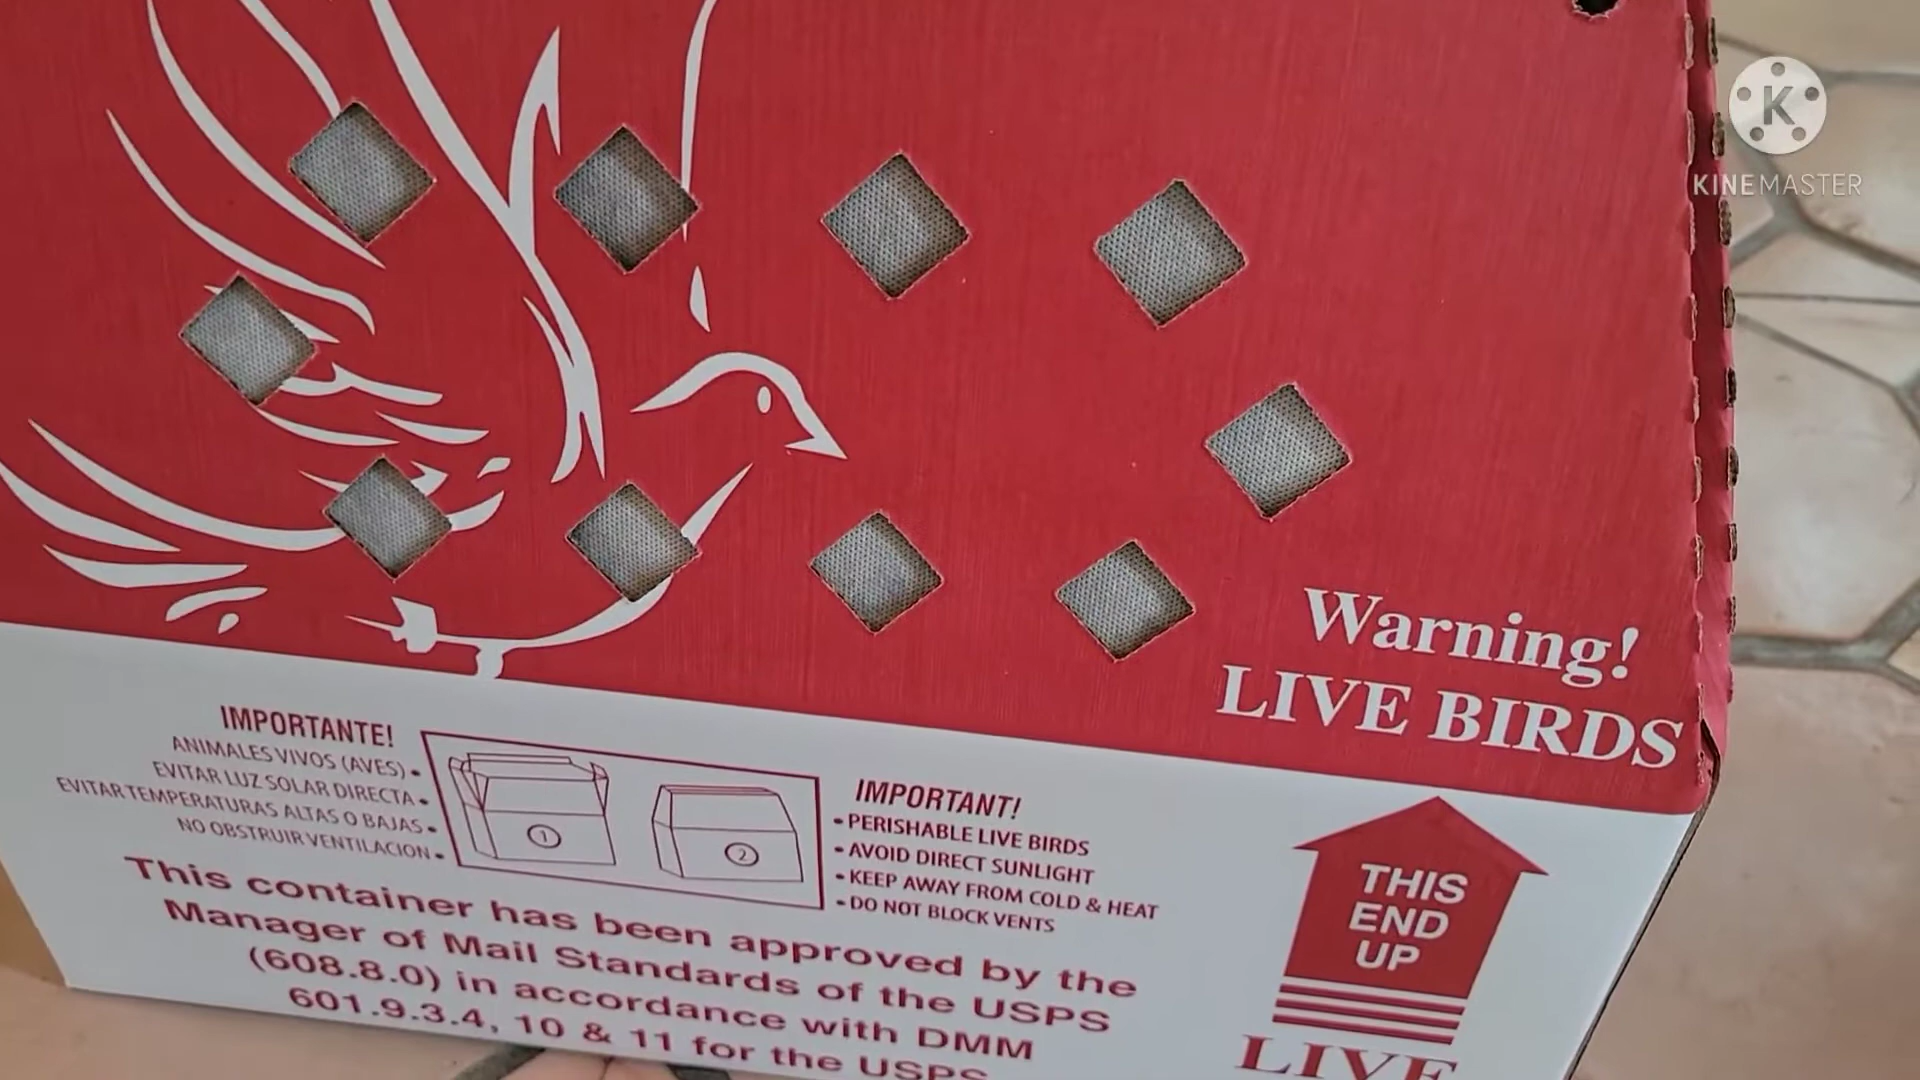 K
KINEMASTER
Warning!
LIVE BIRDS
IMPORTANTE!
ANIMALES VIVOS (AVES) •
EVITAR LUZ SOLAR DIRECTA •
EVITAR TEMPERATURAS ALTAS O BAJAS •
NO OBSTRUIR VENTILACION •
1
2
IMPORTANT!
• PERISHABLE LIVE BIRDS
• AVOID DIRECT SUNLIGHT
• KEEP AWAY FROM COLD & HEAT
• DO NOT BLOCK VENTS
This container has been approved by the
Manager of Mail Standards of the USPS
(608.8.0) in accordance with DMM
601.9.3.4, 10 & 11 for the USPS
THIS
END
UP
LIVE